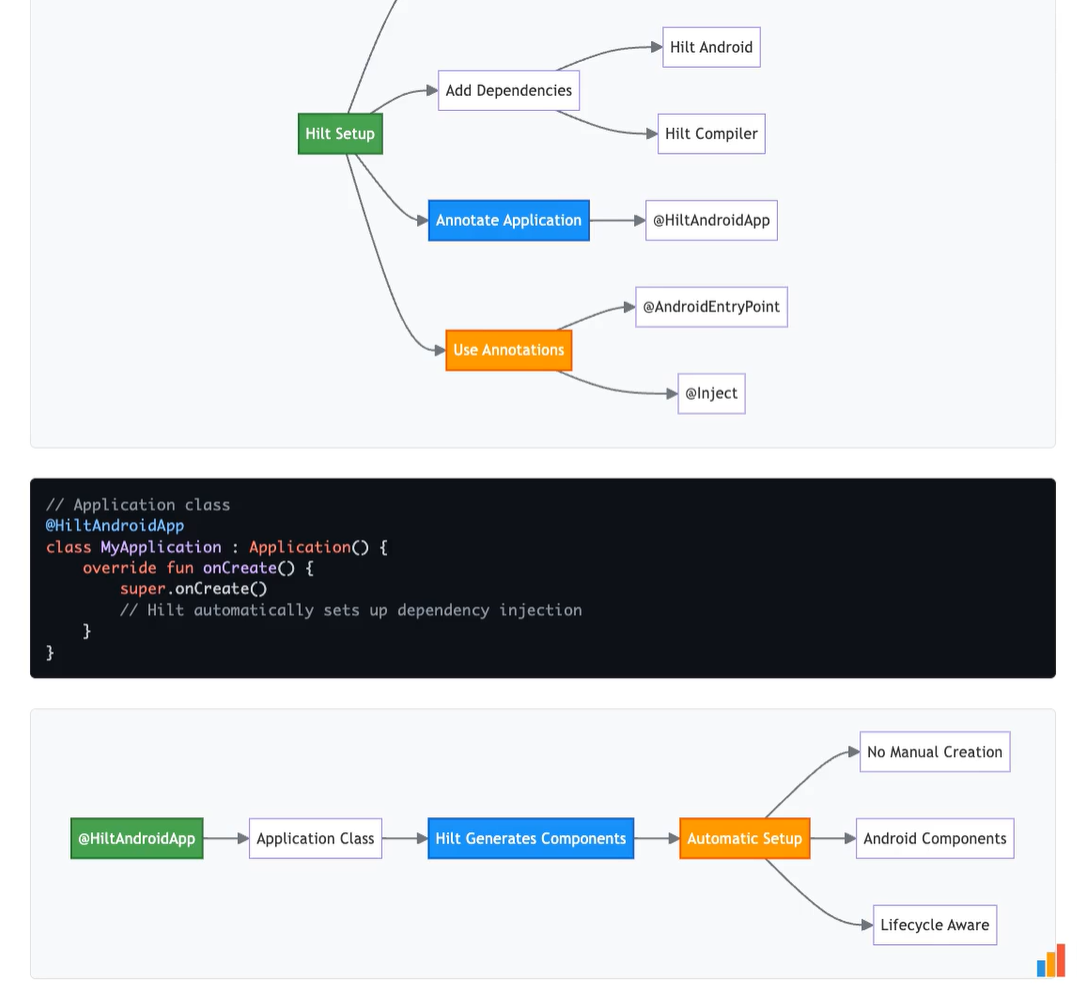 Hilt Android
Add Dependencies
Hilt Setup
Hilt Compiler
Annotate Application
@HiltAndroidApp
@AndroidEntryPoint
Use Annotations
@Inject
// Application class
@HiltAndroidApp
class MyApplication : Application() {
    override fun onCreate() {
        super.onCreate()
        // Hilt automatically sets up dependency injection
    }
}
No Manual Creation
@HiltAndroidApp
Application Class
Hilt Generates Components
Automatic Setup
Android Components
Lifecycle Aware